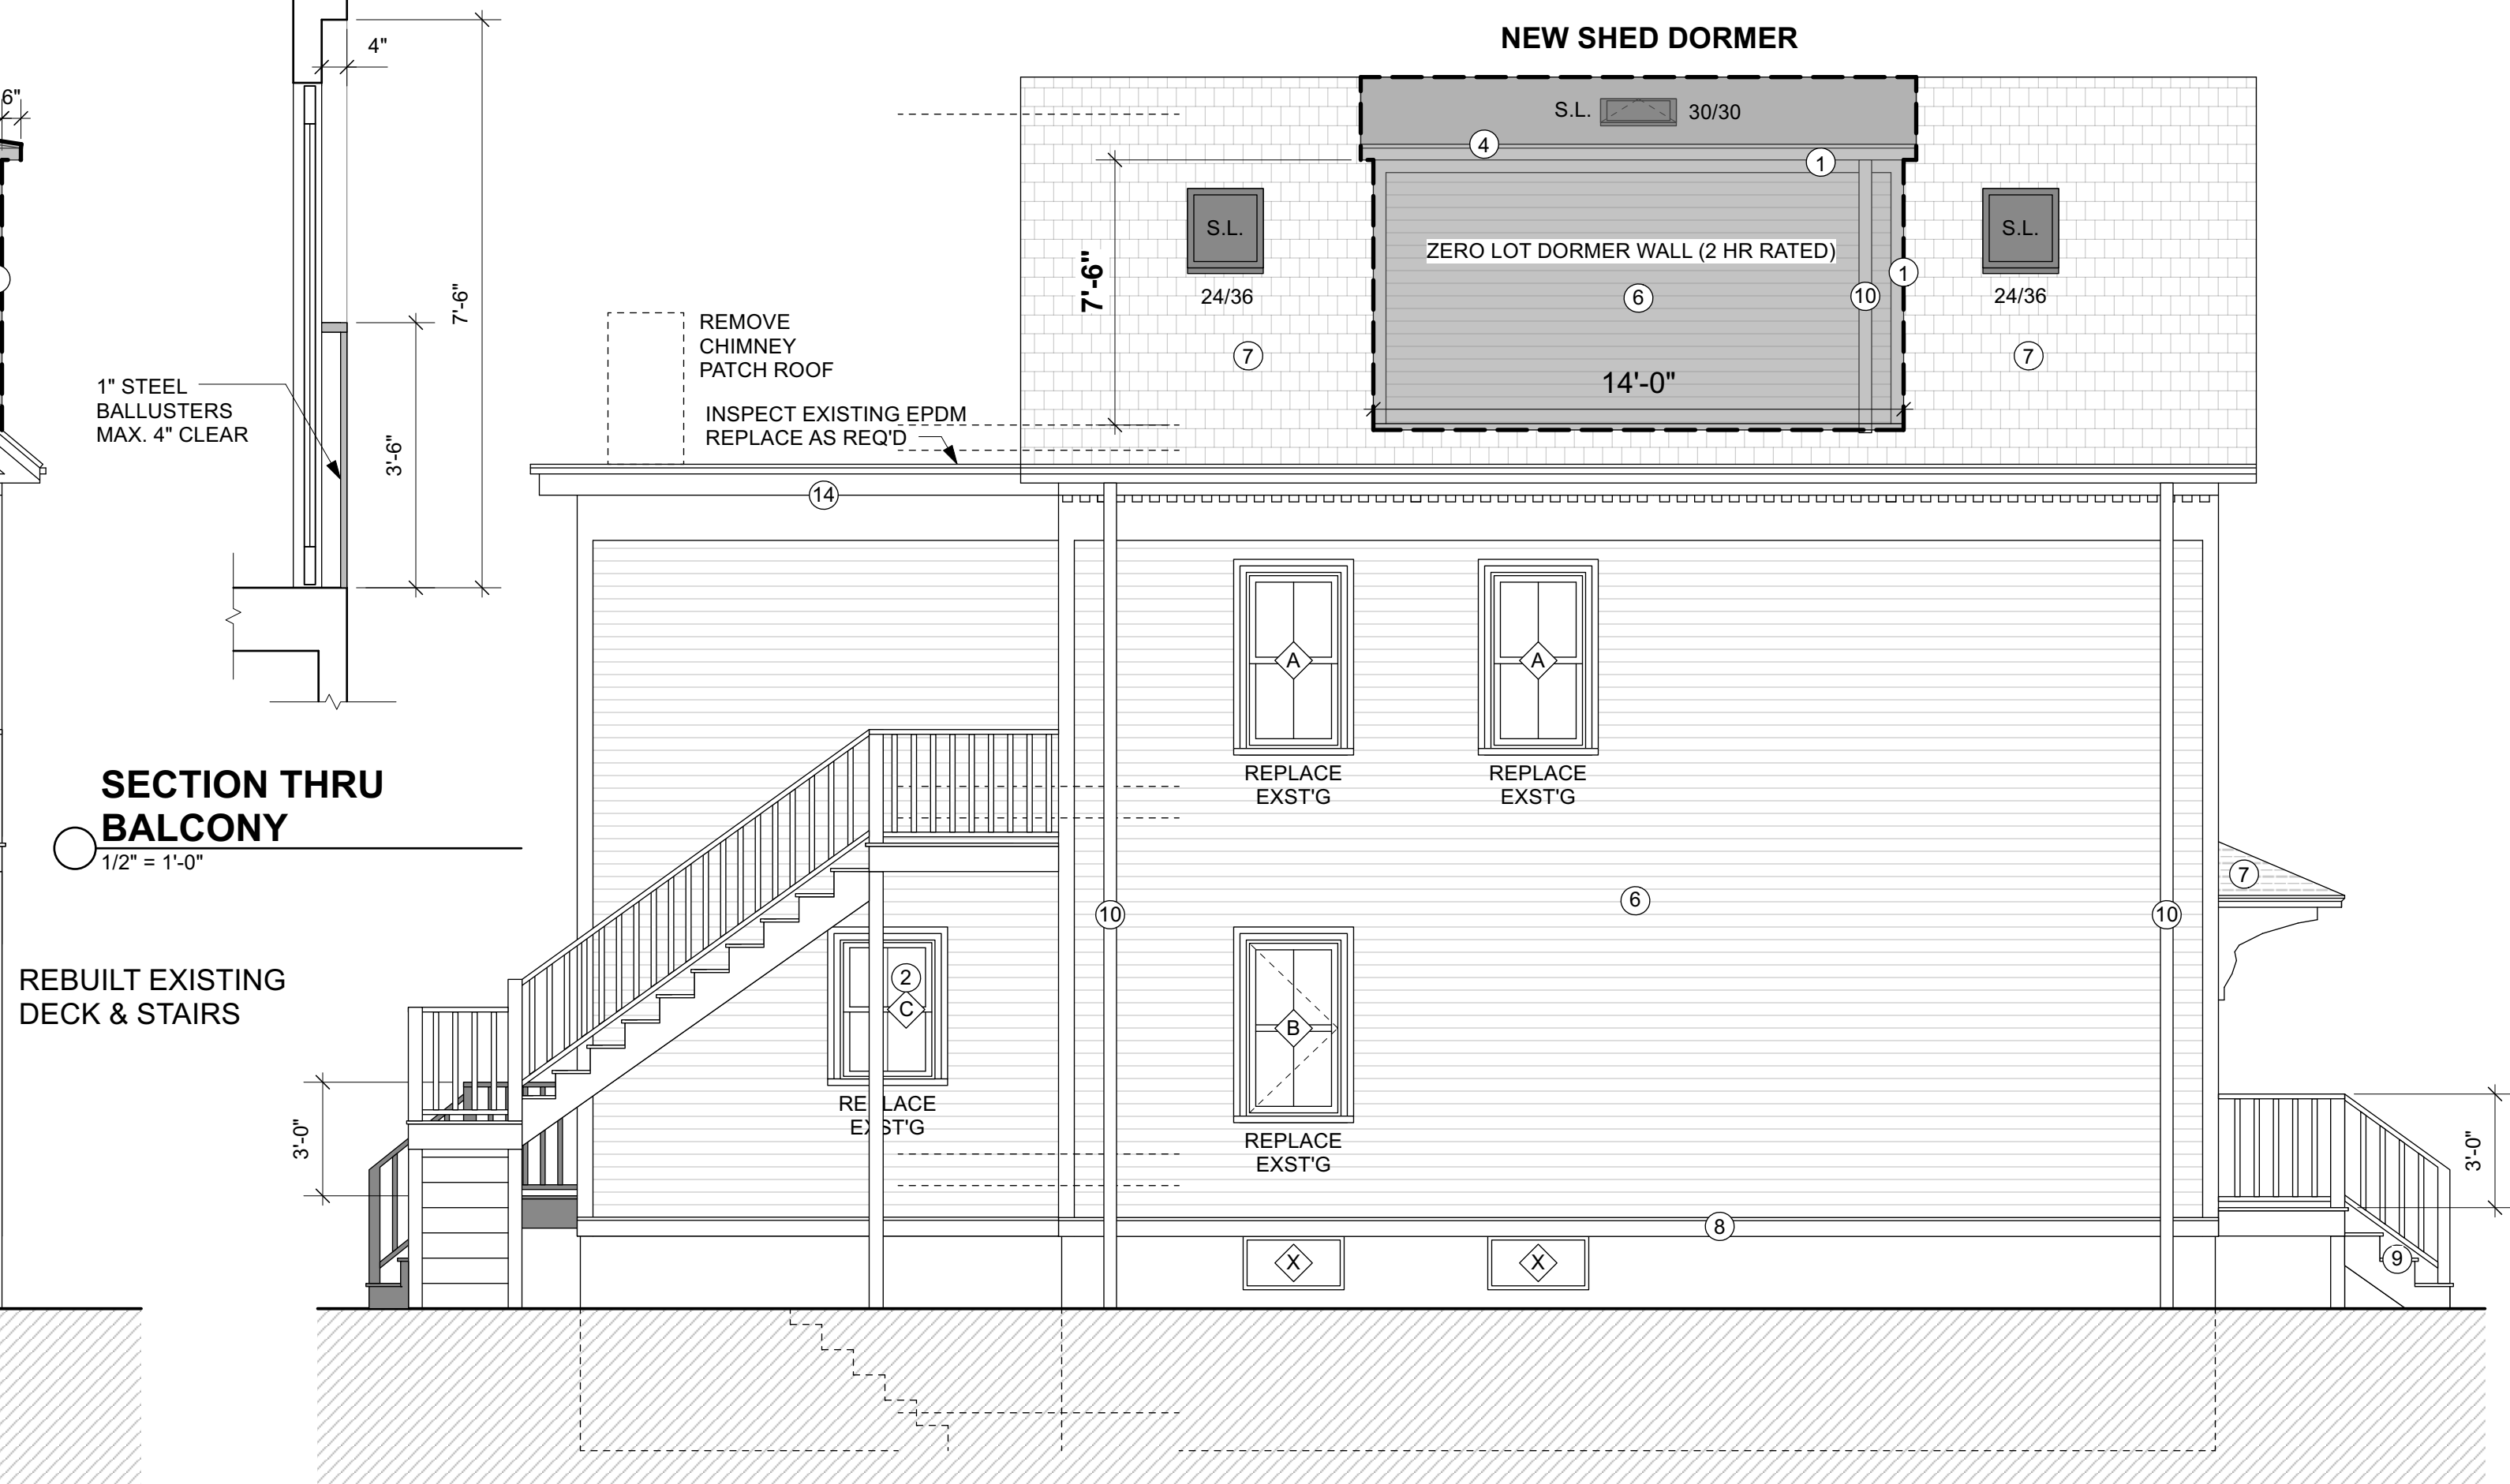 NEW SHED DORMER
4"
6"
S.L.
30/30
4
1
7'-6"
S.L.
ZERO LOT DORMER WALL (2 HR RATED)
S.L.
7'-6"
1
24/36
6
10
24/36
REMOVE
CHIMNEY
PATCH ROOF
7
7
1" STEEL
BALLUSTERS
MAX. 4" CLEAR
14'-0"
INSPECT EXISTING EPDM
REPLACE AS REQ'D
3'-6"
14
A
A
REPLACE
EXST'G
REPLACE
EXST'G
SECTION THRU
BALCONY
1/2" = 1'-0"
7
6
10
10
REBUILT EXISTING
DECK & STAIRS
2
C
B
REPLACE
EXST'G
REPLACE
EXST'G
3'-0"
3'-0"
8
X
X
9